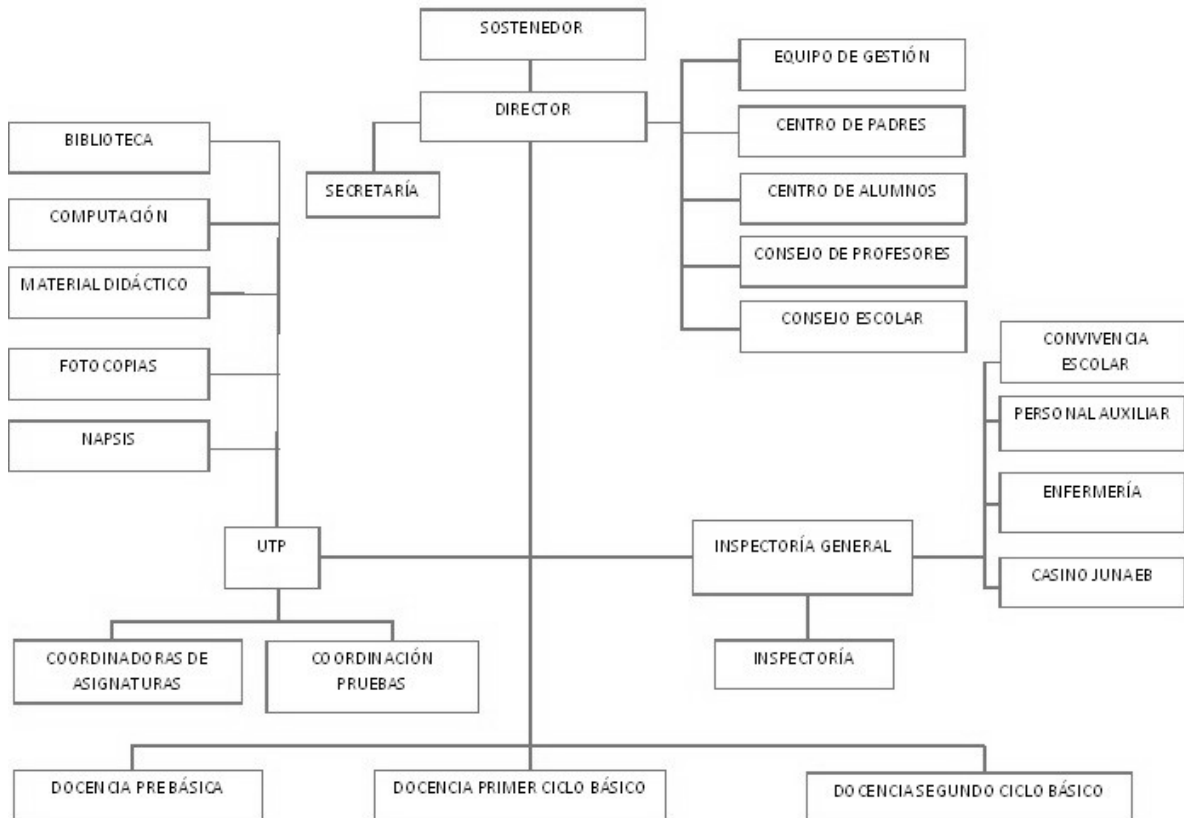 SOSTENEDOR
DIRECTOR
SECRETARÍA
EQUIPO DE GESTIÓN
CENTRO DE PADRES
CENTRO DE ALUMNOS
CONSEJO DE PROFESORES
CONSEJO ESCOLAR
BIBLIOTECA
COMPUTACIÓN
MATERIAL DIDÁCTICO
FOTOCOPIAS
NAPSIS
CONVIVENCIA
ESCOLAR
PERSONAL AUXILIAR
ENFERMERÍA
CASINO JUNAEB
UTP
INSPECTORÍA GENERAL
COORDINADORAS DE
ASIGNATURAS
COORDINACIÓN
PRUEBAS
INSPECTORÍA
DOCENCIA PREBÁSICA
DOCENCIA PRIMER CICLO BÁSICO
DOCENCIA SEGUNDO CICLO BÁSICO